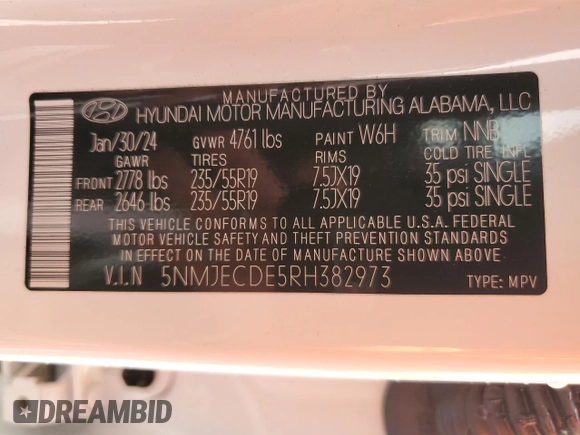 MANUFACTURED BY
HYUNDAI MOTOR MANUFACTURING ALABAMA, LLC
Jan/30/24 GVWR 4761 lbs PAINT W6H TRIM NNB
GAWR TIRES RIMS COLD TIRE INFL
FRONT 2778 lbs 235/55R19 7.5JX19 35 psi SINGLE
REAR 2646 lbs 235/55R19 7.5JX19 35 psi SINGLE
THIS VEHICLE CONFORMS TO ALL APPLICABLE U.S.A. FEDERAL
MOTOR VEHICLE SAFETY AND THEFT PREVENTION STANDARDS
IN EFFECT ON THE DATE OF MANUFACTURE SHOWN ABOVE.
V.I.N 5NMJECDE5RH382973 TYPE: MPV
DREAMBID